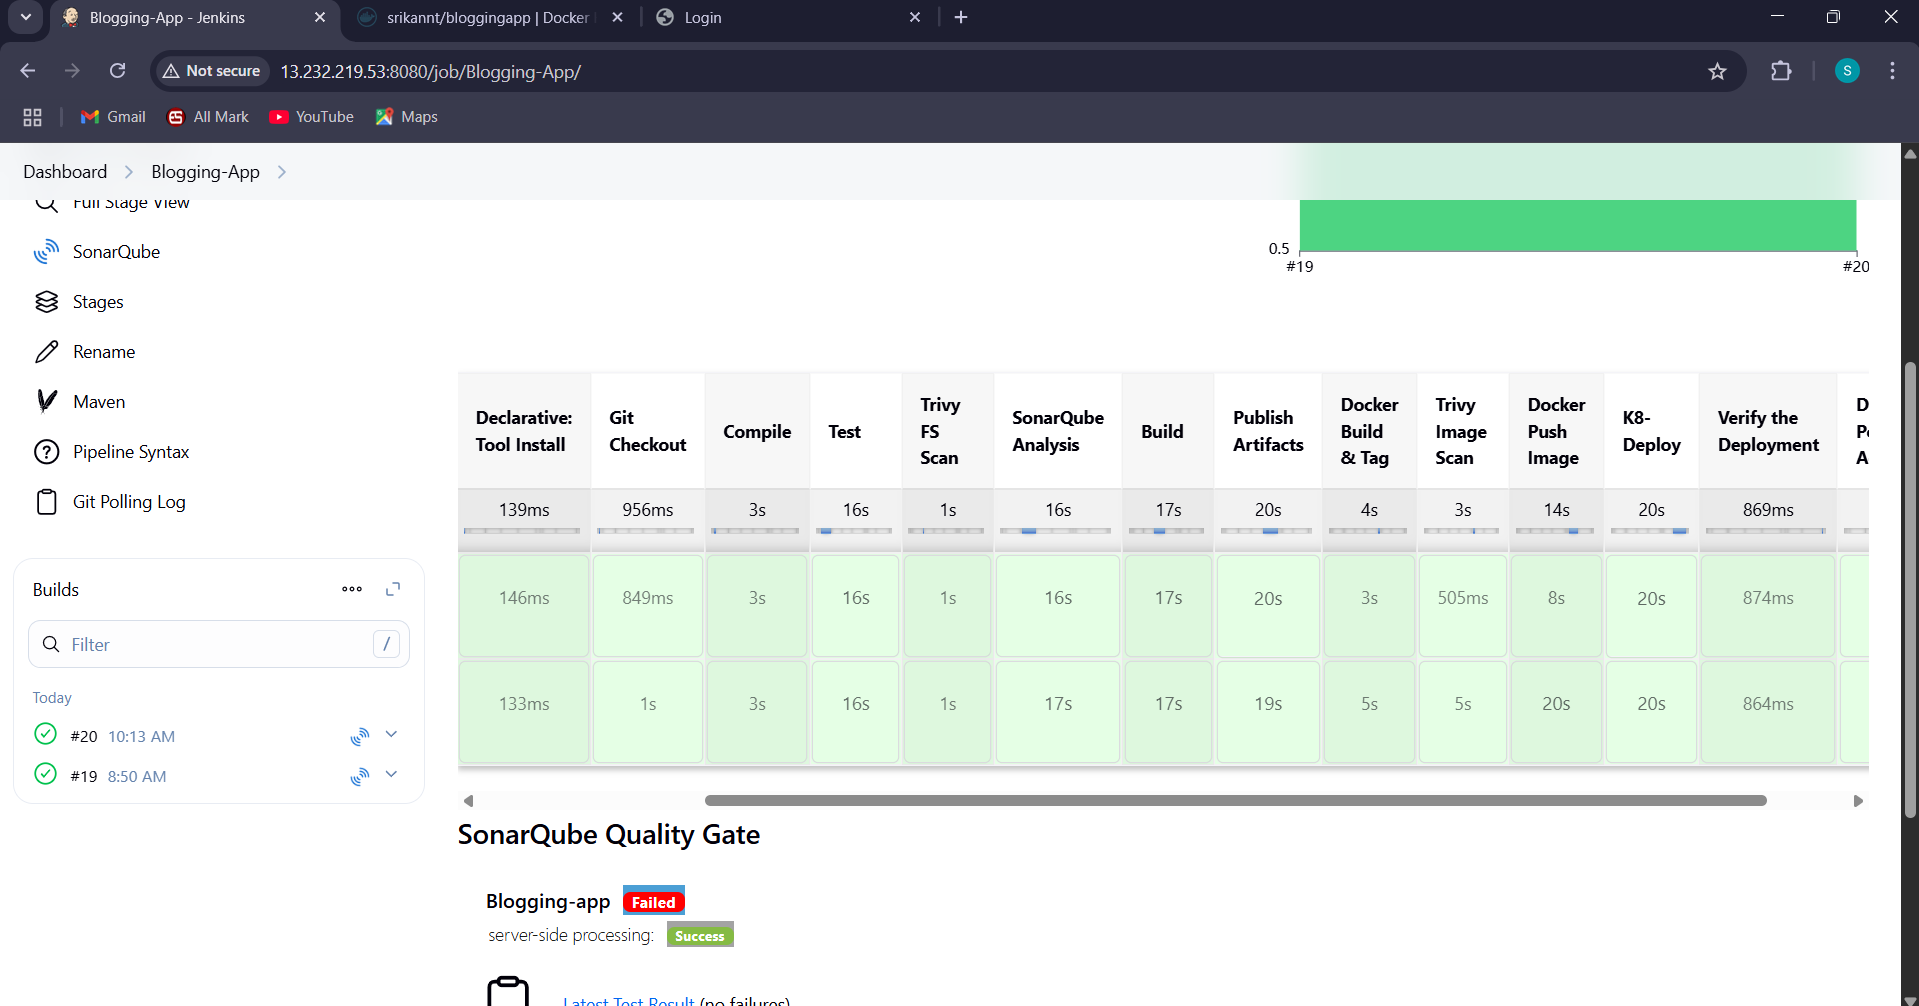 Blogging-App - Jenkins
srikannt/bloggingapp | Docker
Login
Not secure
13.232.219.53:8080/job/Blogging-App/
S
Gmail
All Mark
YouTube
Maps
Dashboard
Blogging-App
Full Stage View
SonarQube
Stages
Rename
Maven
Pipeline Syntax
Git Polling Log
Builds
Filter
/
Today
#20 10:13 AM
#19 8:50 AM
0.5
#19
#20
Declarative:
Tool Install
Git
Checkout
Compile
Test
Trivy
FS
Scan
SonarQube
Analysis
Build
Publish
Artifacts
Docker
Build
& Tag
Trivy
Image
Scan
Docker
Push
Image
K8-
Deploy
Verify the
Deployment
139ms 956ms 3s 16s 1s 16s 17s 20s 4s 3s 14s 20s 869ms
146ms 849ms 3s 16s 1s 16s 17s 20s 3s 505ms 8s 20s 874ms
133ms 1s 3s 16s 1s 17s 17s 19s 5s 5s 20s 20s 864ms
SonarQube Quality Gate
Blogging-app Failed
server-side processing: Success
Latest Test Result (no failures)